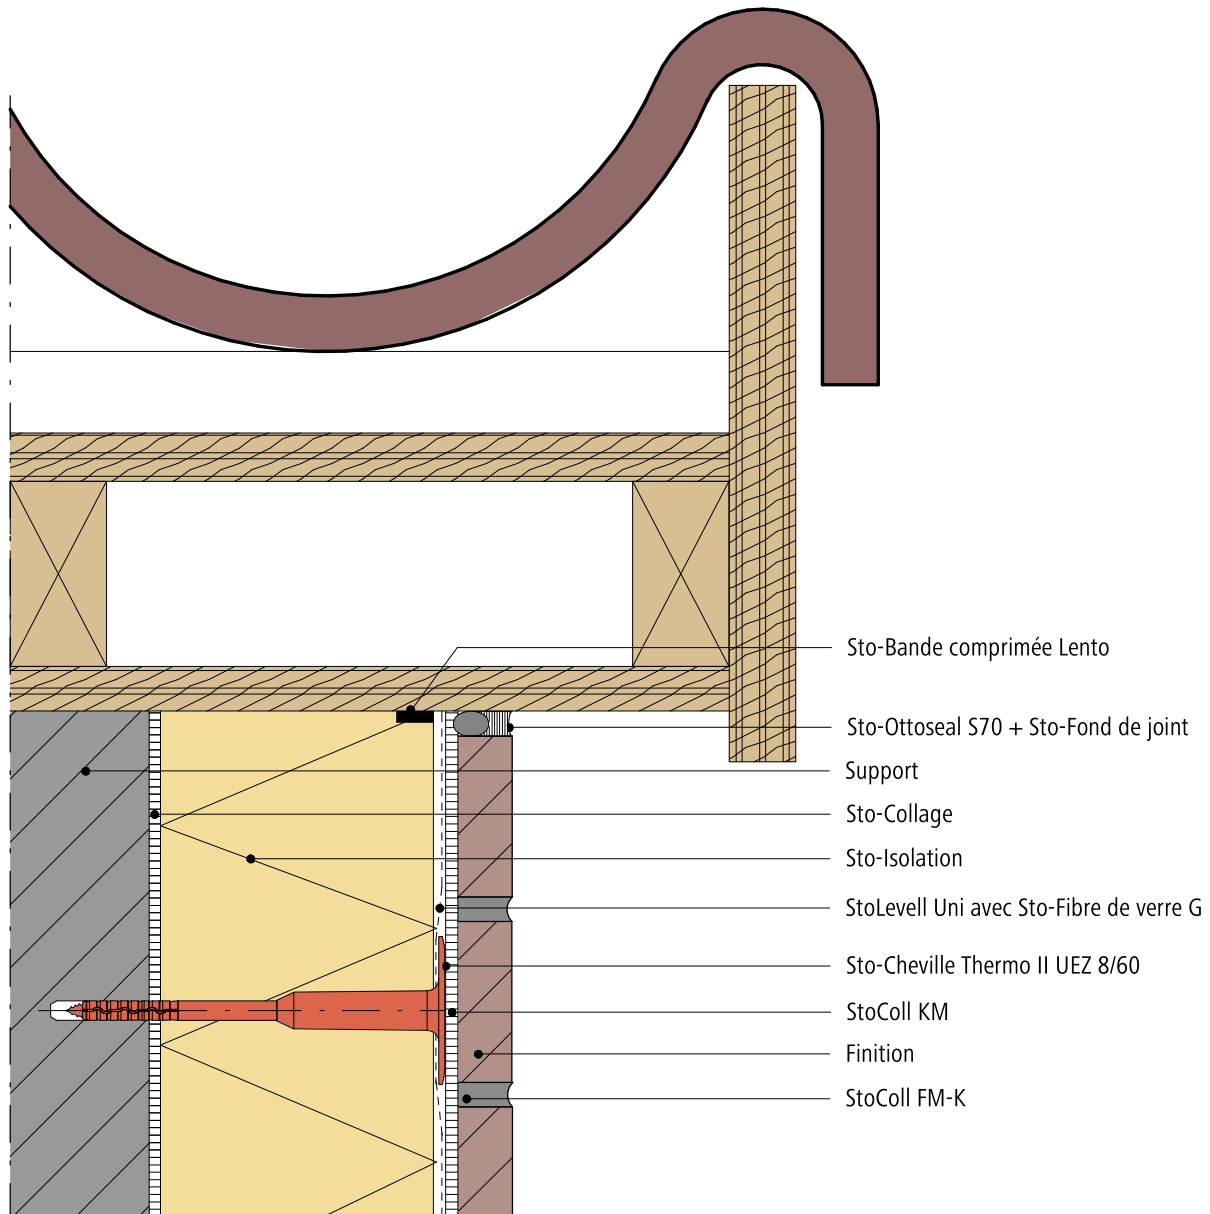 Sto-Bande comprimée Lento
Sto-Ottoseal S70 + Sto-Fond de joint
Support
Sto-Collage
Sto-Isolation
StoLevell Uni avec Sto-Fibre de verre G
Sto-Cheville Thermo II UEZ 8/60
StoColl KM
Finition
StoColl FM-K